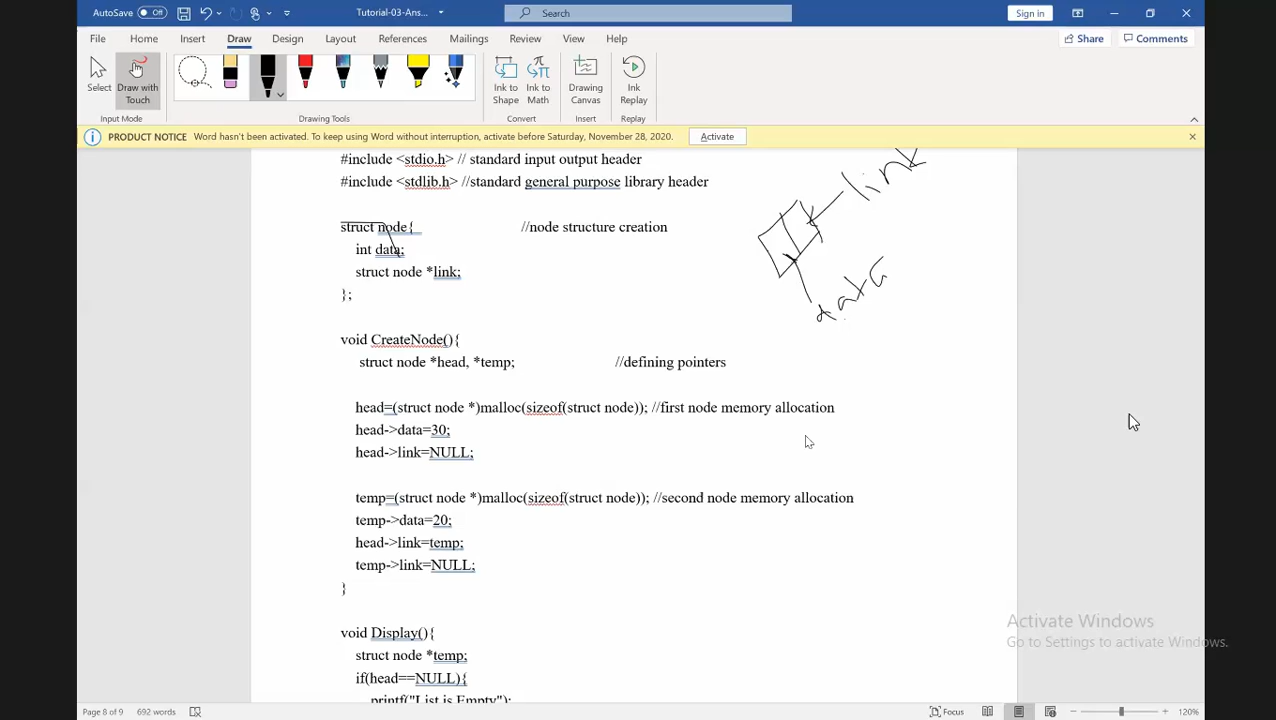 AutoSave Off Tutorial-03-Ans... Search Sign in
File Home Insert Draw Design Layout References Mailings Review View Help Share Comments
Select Draw with Touch Ink to Shape Ink to Math Drawing Canvas Ink Replay
Input Mode Drawing Tools Convert Insert Replay
PRODUCT NOTICE Word hasn't been activated. To keep using Word without interruption, activate before Saturday, November 28, 2020. Activate
#include <stdio.h> // standard input output header
#include <stdlib.h> //standard general purpose library header
link
struct node{ //node structure creation
int data;
struct node *link;
};
data
void CreateNode(){
struct node *head, *temp; //defining pointers
head=(struct node *)malloc(sizeof(struct node)); //first node memory allocation
head->data=30;
head->link=NULL;
temp=(struct node *)malloc(sizeof(struct node)); //second node memory allocation
temp->data=20;
head->link=temp;
temp->link=NULL;
}
void Display(){
struct node *temp;
if(head==NULL){
printf("List is Empty");
Activate Windows
Go to Settings to activate Windows.
Page 8 of 9 692 words Focus 120%